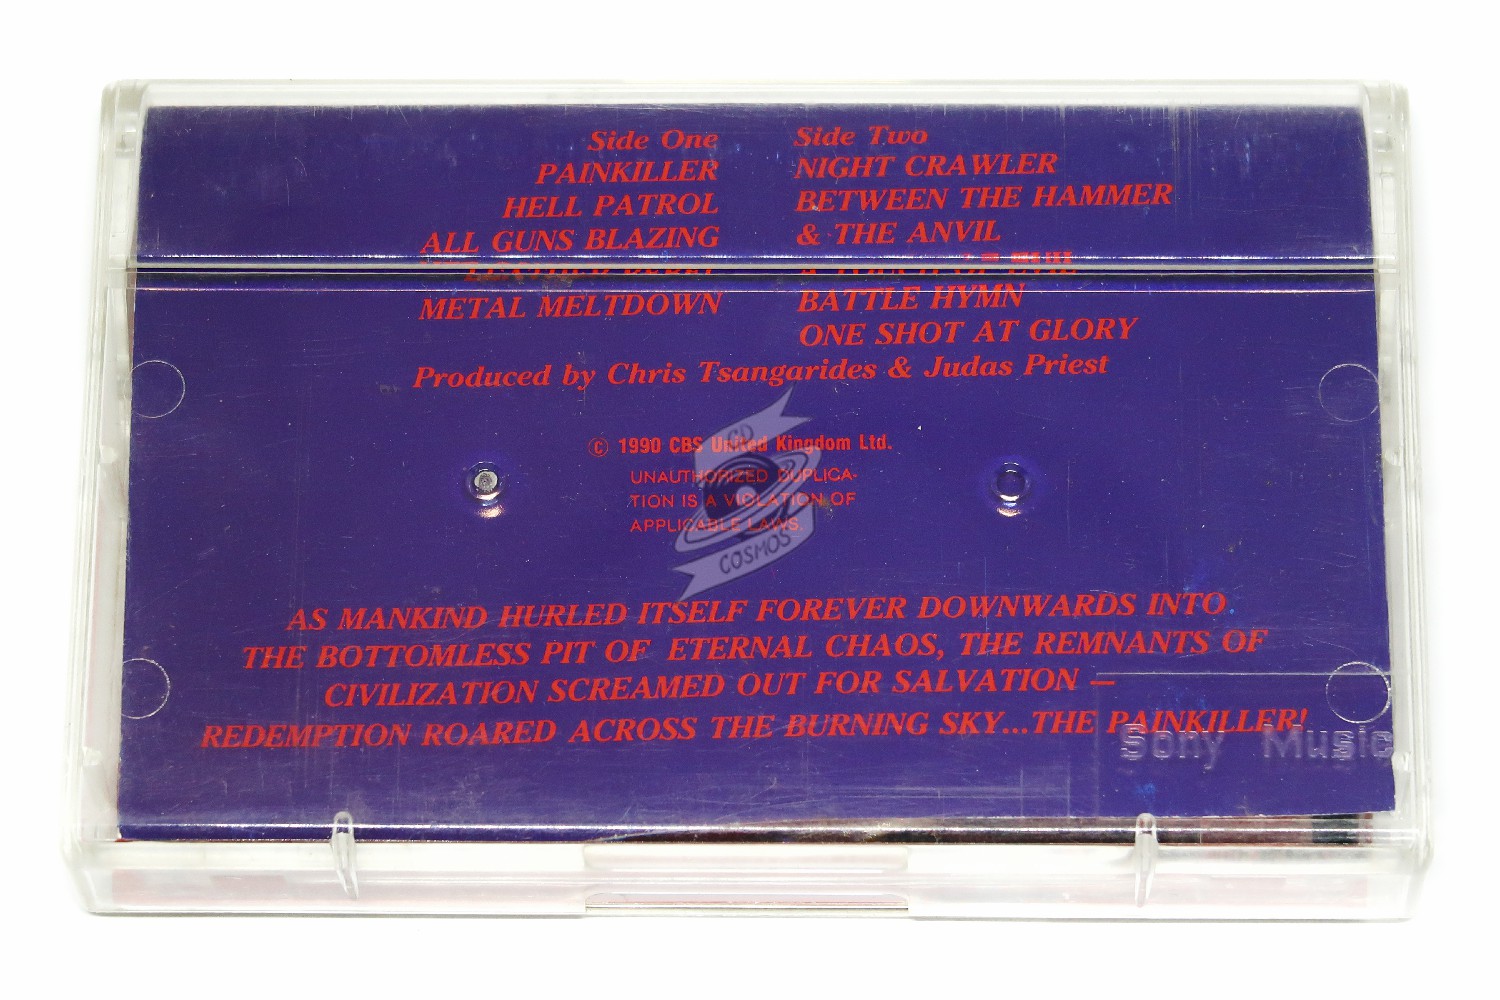 Side One
PAINKILLER
HELL PATROL
ALL GUNS BLAZING
METAL MELTDOWN
Side Two
NIGHT CRAWLER
BETWEEN THE HAMMER
& THE ANVIL
A TOUCH OF EVIL
BATTLE HYMN
ONE SHOT AT GLORY
Produced by Chris Tsangarides & Judas Priest
© 1990 CBS United Kingdom Ltd.
UNAUTHORIZED DUPLICA-
TION IS A VIOLATION OF
APPLICABLE LAWS.
CD
COSMOS
AS MANKIND HURLED ITSELF FOREVER DOWNWARDS INTO
THE BOTTOMLESS PIT OF ETERNAL CHAOS, THE REMNANTS OF
CIVILIZATION SCREAMED OUT FOR SALVATION —
REDEMPTION ROARED ACROSS THE BURNING SKY...THE PAINKILLER!
Sony Music